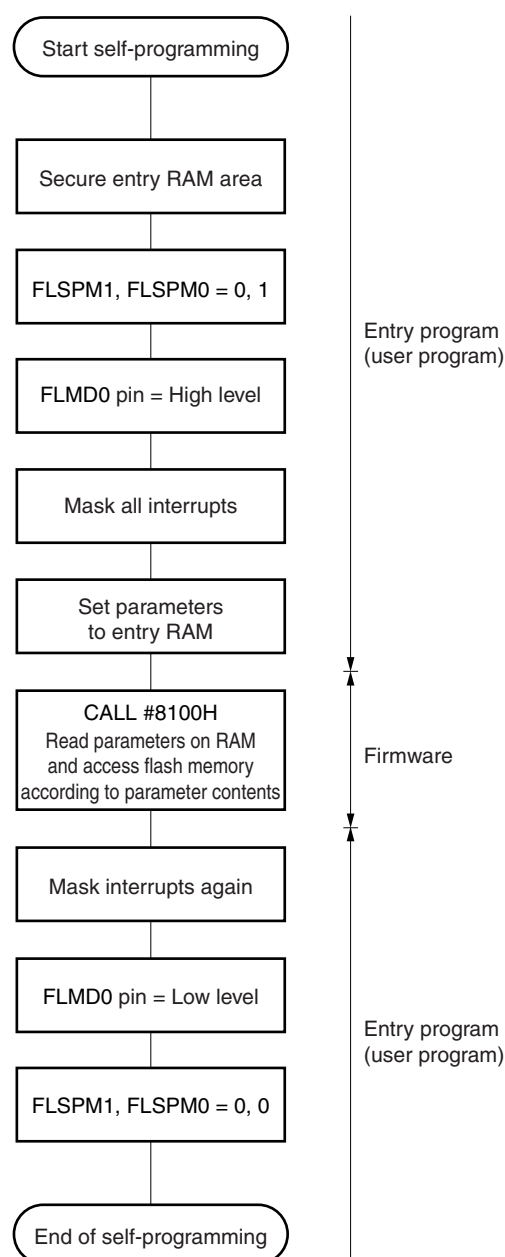 Start self-programming
Secure entry RAM area
FLSPM1, FLSPM0 = 0, 1
FLMD0 pin = High level
Mask all interrupts
Set parameters
to entry RAM
Entry program
(user program)
CALL #8100H
Read parameters on RAM
and access flash memory
according to parameter contents
Firmware
Mask interrupts again
FLMD0 pin = Low level
FLSPM1, FLSPM0 = 0, 0
End of self-programming
Entry program
(user program)